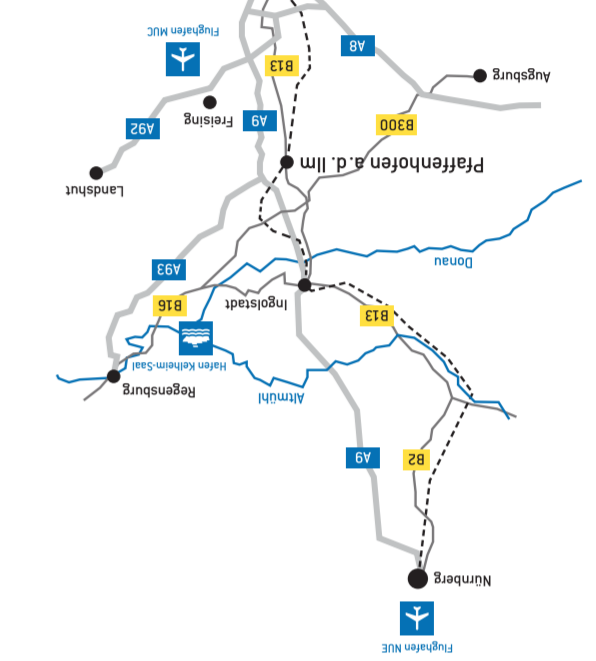 Flughafen NUE
Nürnberg
B2
A9
Altmühl
Regensburg
Hafen Kelheim-Saal
B13
Ingolstadt
B16
Donau
A93
Landshut
Pfaffenhofen a.d. Ilm
B300
A9
Freising
A92
Augsburg
B13
A8
Flughafen MUC